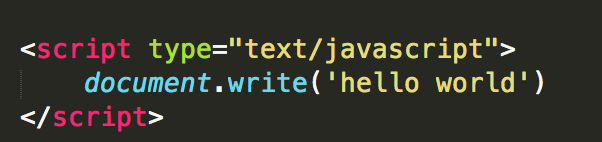 <script type="text/javascript">
    document.write('hello world')
</script>